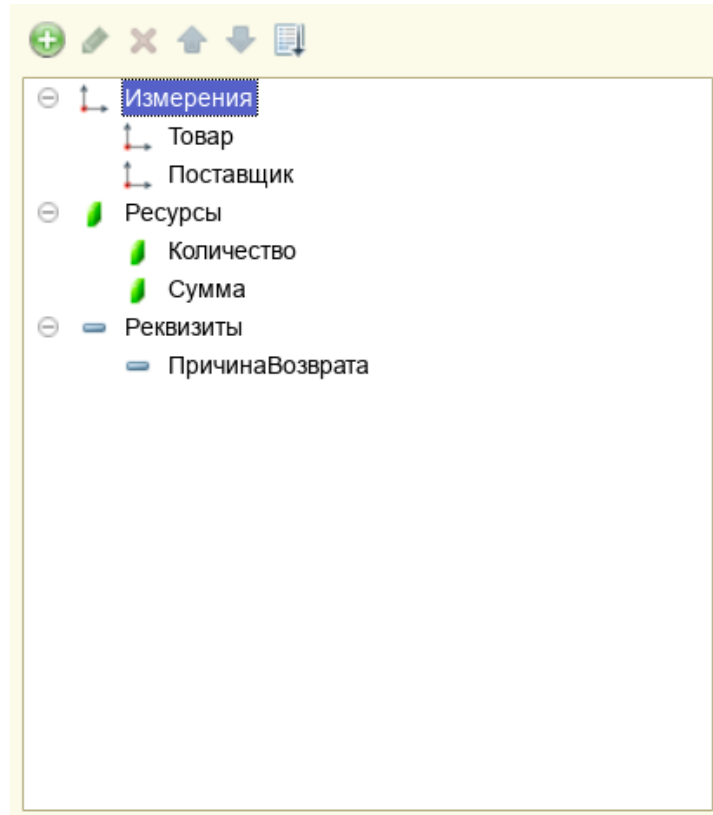 Измерения
Товар
Поставщик
Ресурсы
Количество
Сумма
Реквизиты
ПричинаВозврата